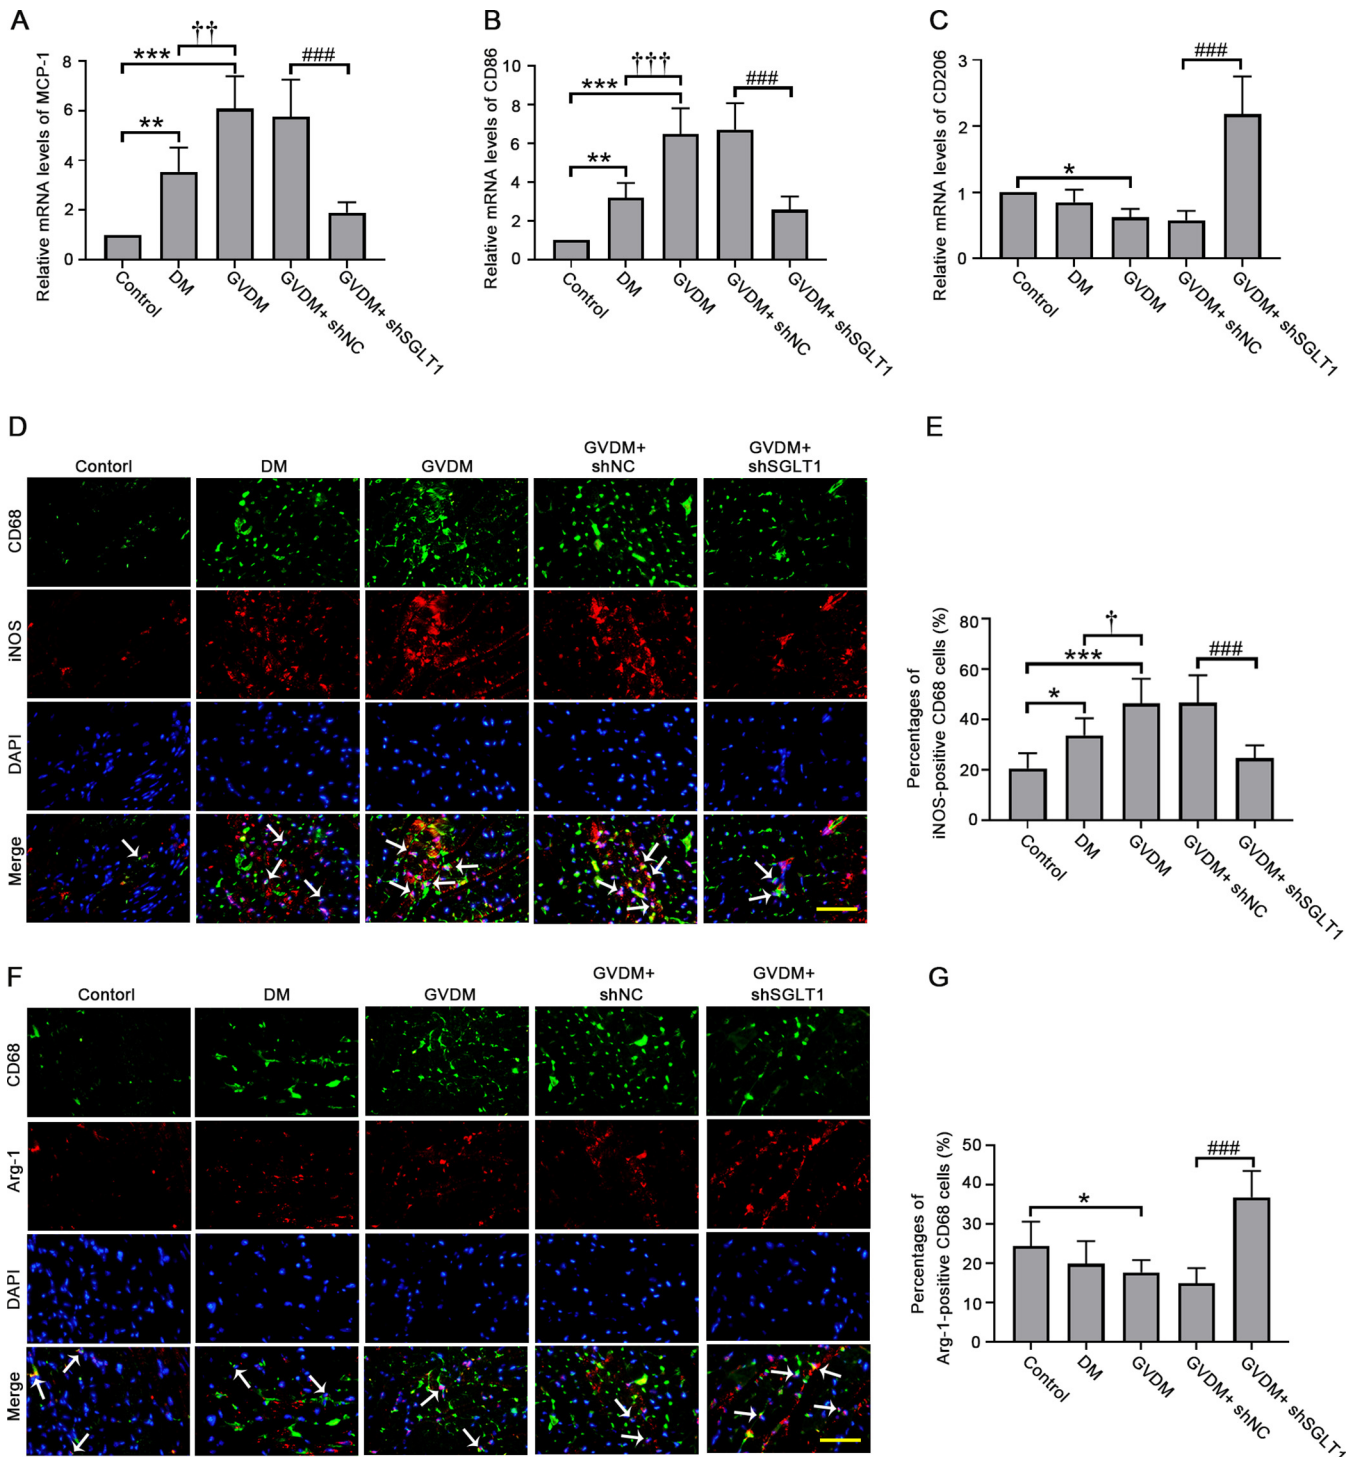 A
Relative mRNA levels of MCP-1
8
6
4
2
0
***
††
###
**
Control
DM
GVDM
GVDM+ shNC
GVDM+ shSGLT1
B
Relative mRNA levels of CD86
10
8
6
4
2
0
***
†††
###
**
Control
DM
GVDM
GVDM+ shNC
GVDM+ shSGLT1
C
Relative mRNA levels of CD206
3
2
1
0
###
*
Control
DM
GVDM
GVDM+ shNC
GVDM+ shSGLT1
D
Contorl
DM
GVDM
GVDM+
shNC
GVDM+
shSGLT1
CD68
iNOS
DAPI
Merge
E
Percentages of
iNOS-positive CD68 cells (%)
80
60
40
20
0
†
***
*
###
Control
DM
GVDM
GVDM+ shNC
GVDM+ shSGLT1
F
Contorl
DM
GVDM
GVDM+
shNC
GVDM+
shSGLT1
CD68
Arg-1
DAPI
Merge
G
Percentages of
Arg-1-positive CD68 cells (%)
50
40
30
20
10
0
*
###
Control
DM
GVDM
GVDM+ shNC
GVDM+ shSGLT1